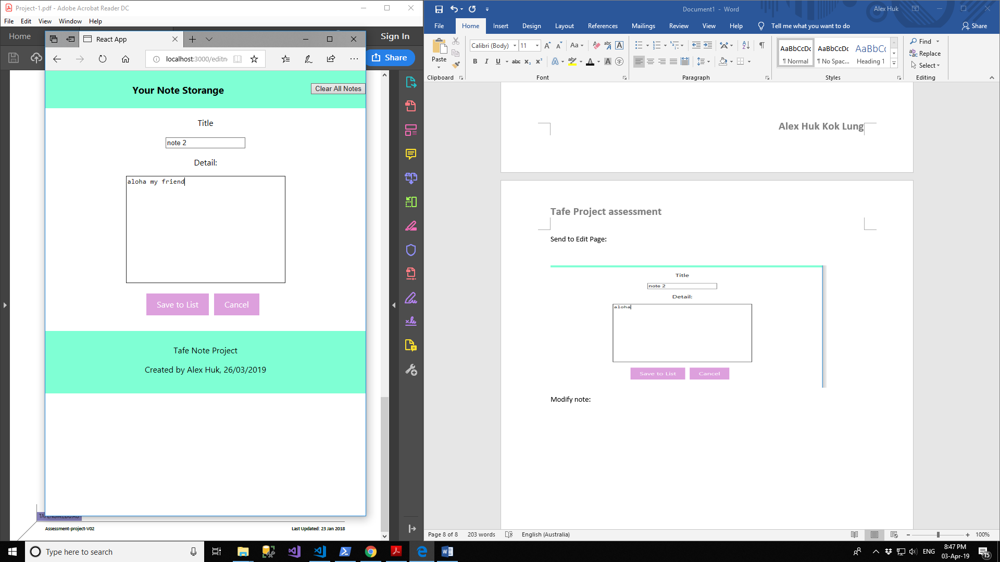 Project-1.pdf - Adobe Acrobat Reader DC
File Edit View Window Help
Home
Sign In
Share
React App
localhost:3000/editn
Your Note Storange
Clear All Notes
Title
note 2
Detail:
aloha my friend
Save to List
Cancel
Tafe Note Project
Created by Alex Huk, 26/03/2019
Assessment-project-V02
Last Updated: 23 Jan 2018
Document1 - Word
Alex Huk
File Home Insert Design Layout References Mailings Review View Help Tell me what you want to do
Share
Paste
Clipboard
Calibri (Body) 11
Font
Paragraph
AaBbCcDc AaBbCcDc AaBbCc
¶ Normal ¶ No Spac... Heading 1
Styles
Find
Replace
Select
Editing
Alex Huk Kok Lung
Tafe Project assessment
Send to Edit Page:
Title
note 2
Detail:
aloha
Save to List
Cancel
Modify note:
Page 8 of 8 203 words English (Australia)
100%
Type here to search
ENG
8:47 PM
03-Apr-19
15